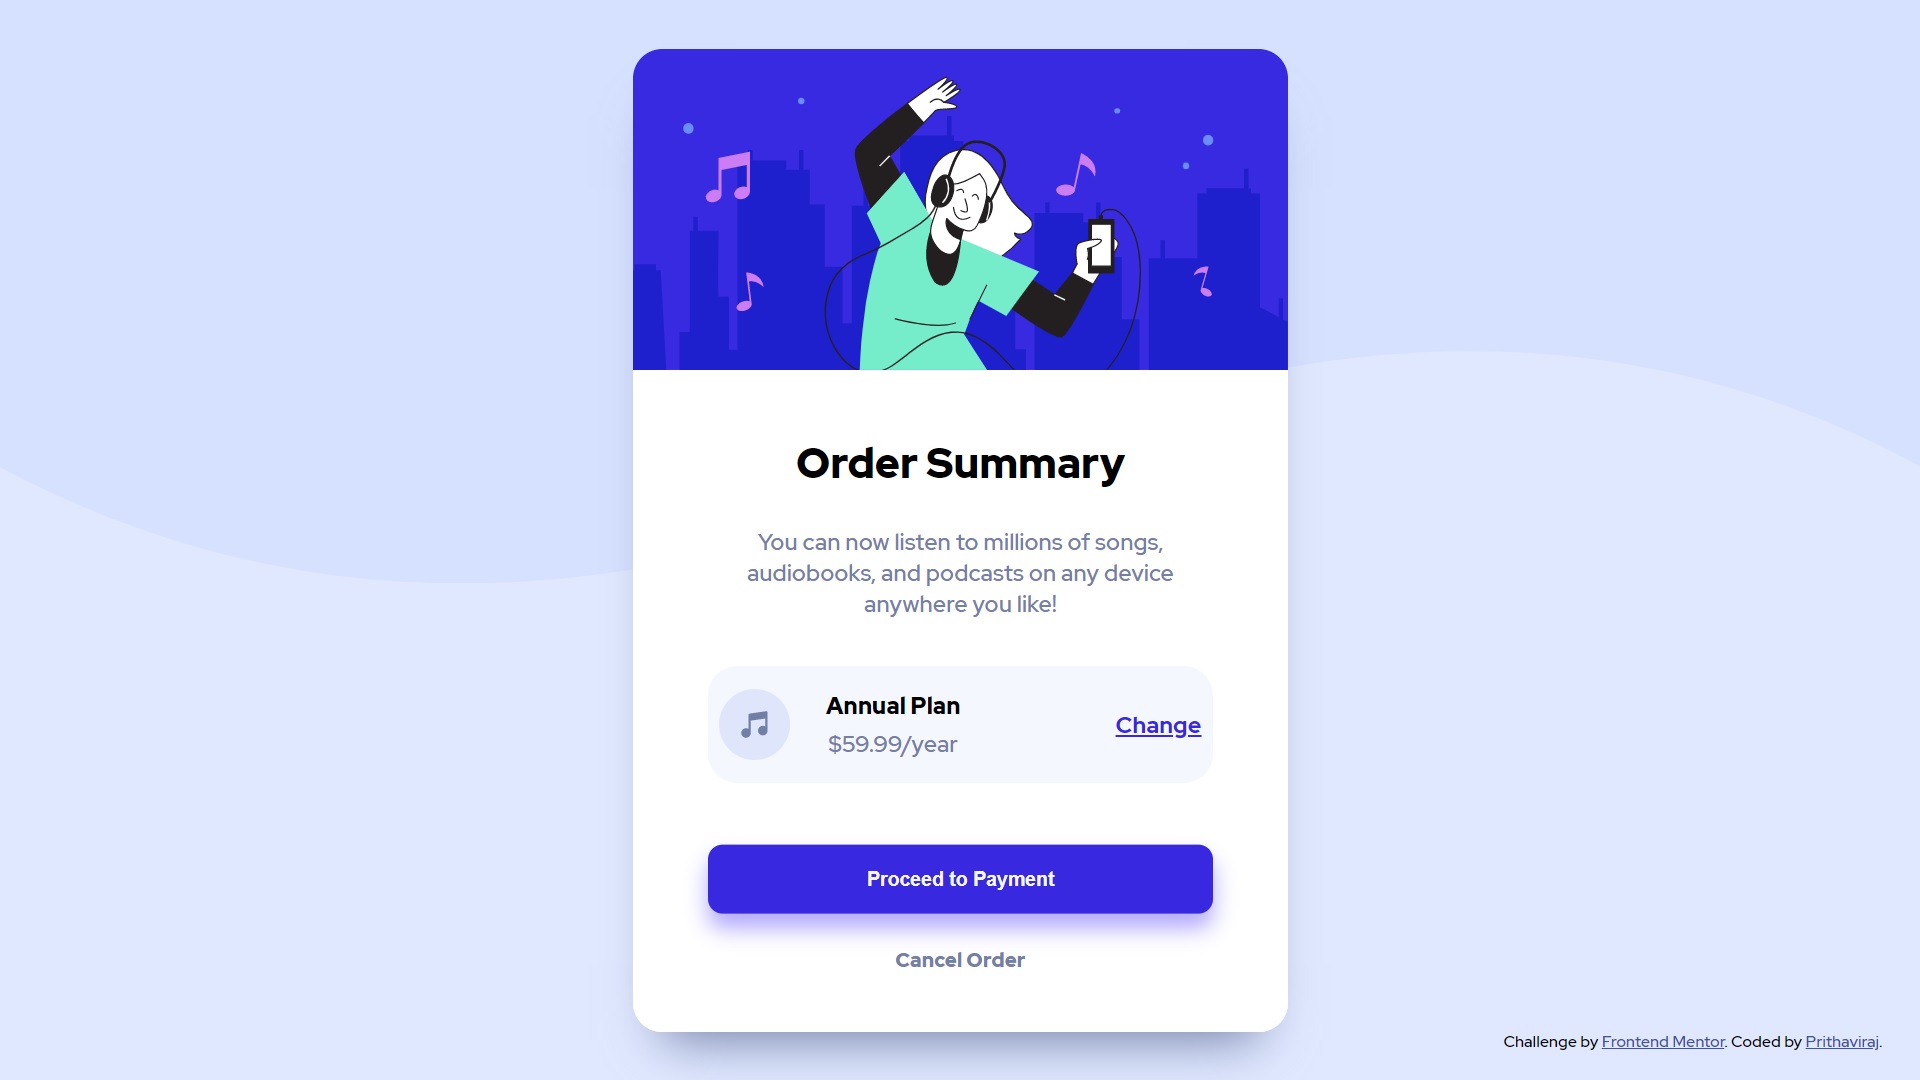 Order Summary
You can now listen to millions of songs,
audiobooks, and podcasts on any device
anywhere you like!
Annual Plan
$59.99/year
Change
Proceed to Payment
Cancel Order
Challenge by Frontend Mentor. Coded by Prithaviraj.